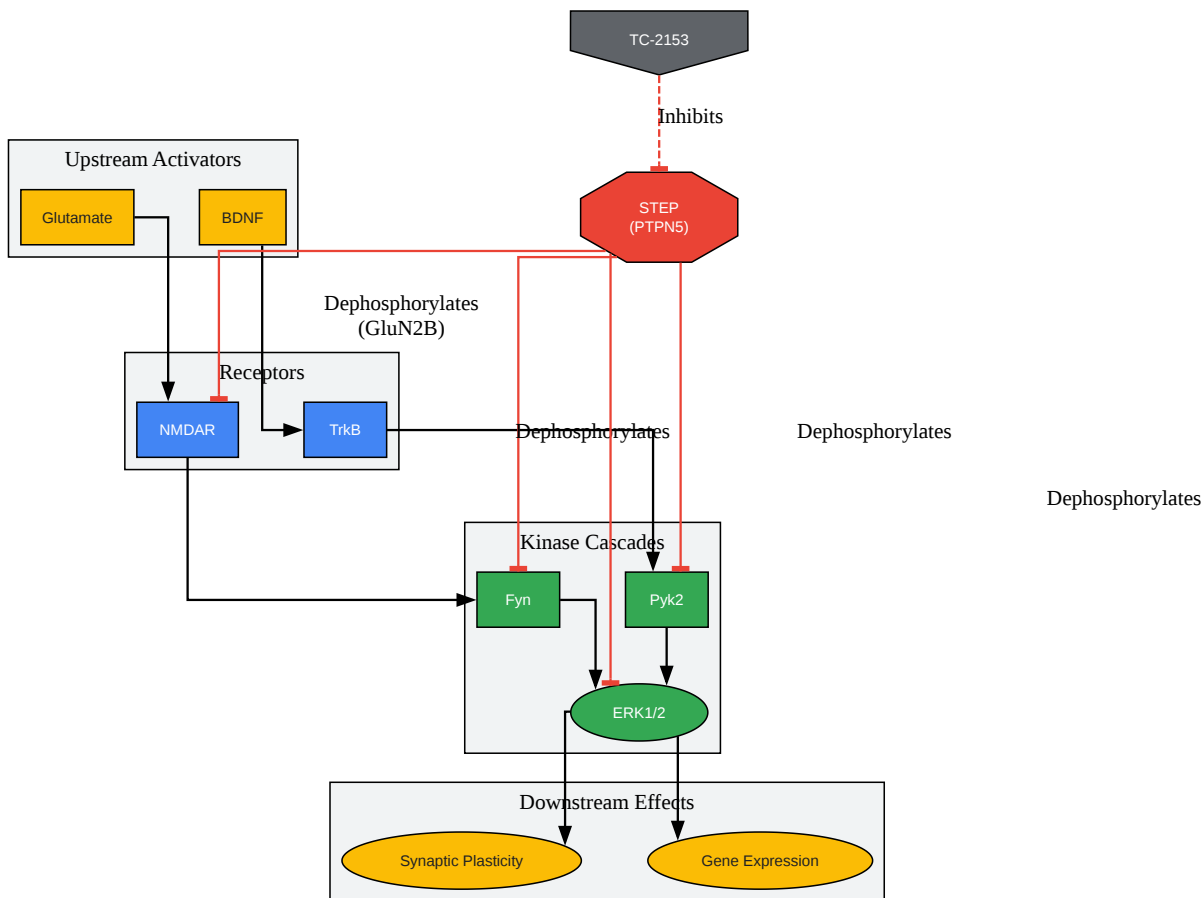 TC-2153
Inhibits
Upstream Activators
Glutamate
BDNF
STEP
(PTPN5)
Dephosphorylates
(GluN2B)
Receptors
NMDAR
TrkB
Dephosphorylates
Dephosphorylates
Dephosphorylates
Kinase Cascades
Fyn
Pyk2
ERK1/2
Downstream Effects
Synaptic Plasticity
Gene Expression